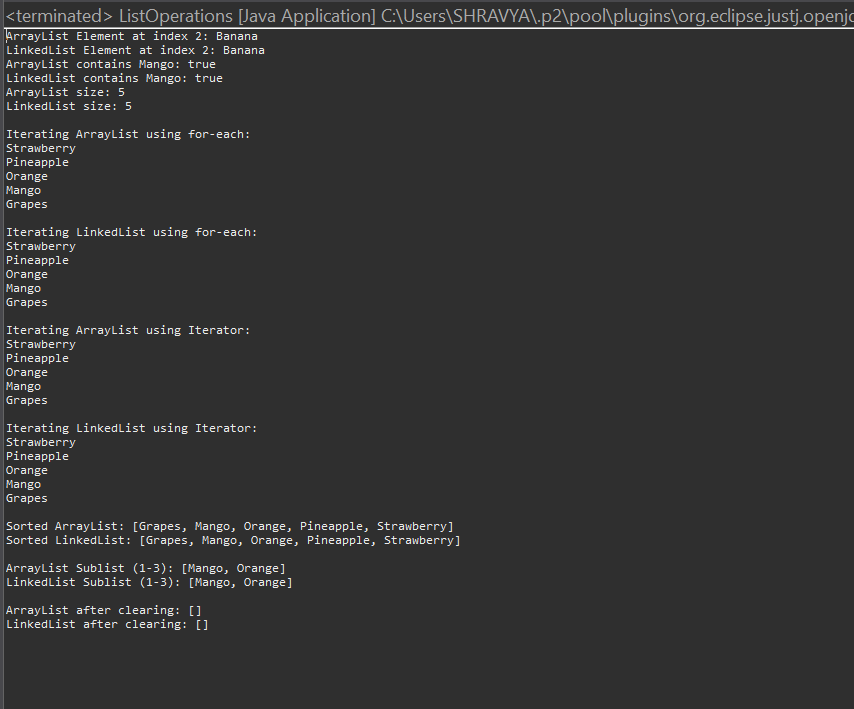 <terminated> ListOperations [Java Application] C:\Users\SHRAVYA\.p2\pool\plugins\org.eclipse.justj.openjd
ArrayList Element at index 2: Banana
LinkedList Element at index 2: Banana
ArrayList contains Mango: true
LinkedList contains Mango: true
ArrayList size: 5
LinkedList size: 5
Iterating ArrayList using for-each:
Strawberry
Pineapple
Orange
Mango
Grapes
Iterating LinkedList using for-each:
Strawberry
Pineapple
Orange
Mango
Grapes
Iterating ArrayList using Iterator:
Strawberry
Pineapple
Orange
Mango
Grapes
Iterating LinkedList using Iterator:
Strawberry
Pineapple
Orange
Mango
Grapes
Sorted ArrayList: [Grapes, Mango, Orange, Pineapple, Strawberry]
Sorted LinkedList: [Grapes, Mango, Orange, Pineapple, Strawberry]
ArrayList Sublist (1-3): [Mango, Orange]
LinkedList Sublist (1-3): [Mango, Orange]
ArrayList after clearing: []
LinkedList after clearing: []